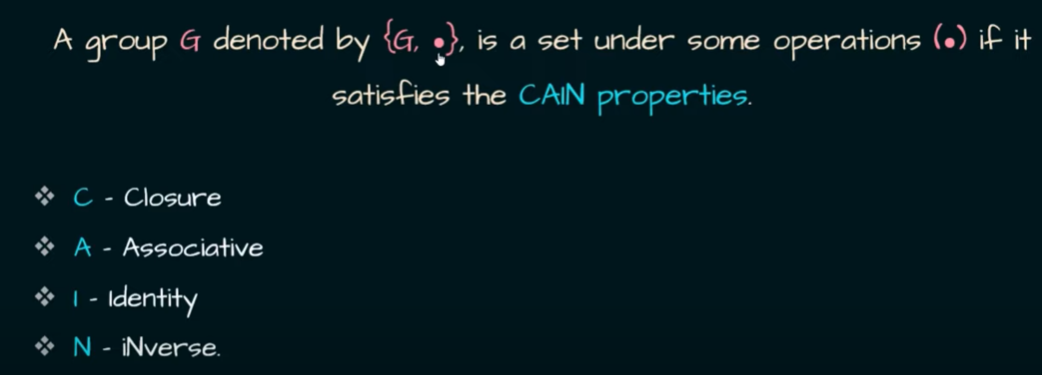 A group G denoted by {G, •}, is a set under some operations (•) if it
satisfies the CAIN properties.
❖ C - Closure
❖ A - Associative
❖ I - Identity
❖ N - iNverse.